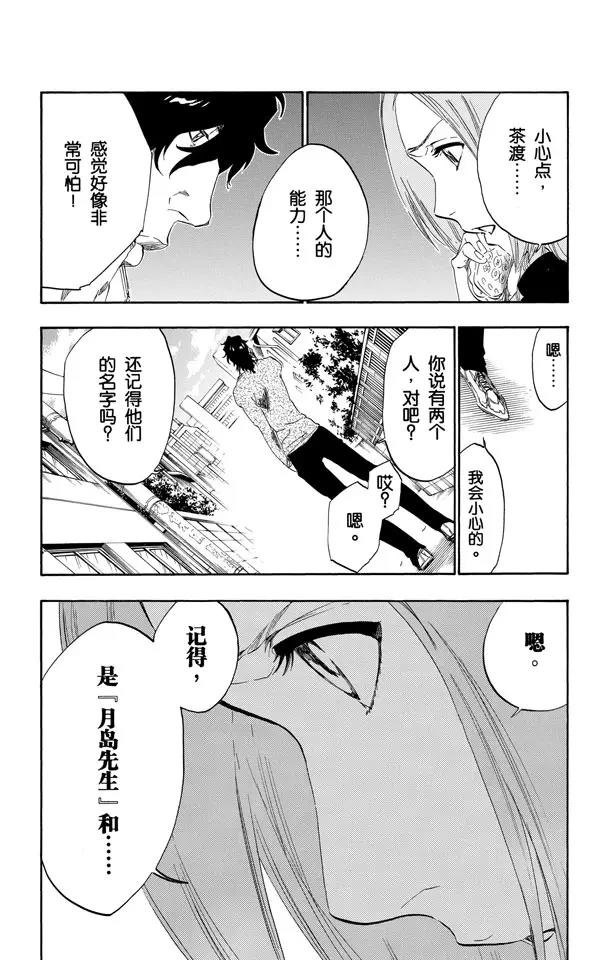 小心点，
茶渡……
那个人的
能力……
感觉好像非
常可怕！
嗯……
我会小心的。
你说有两个
人，对吧？
还记得他们
的名字吗？
哎？
嗯。
嗯。
记得，
是『月岛先生』和……